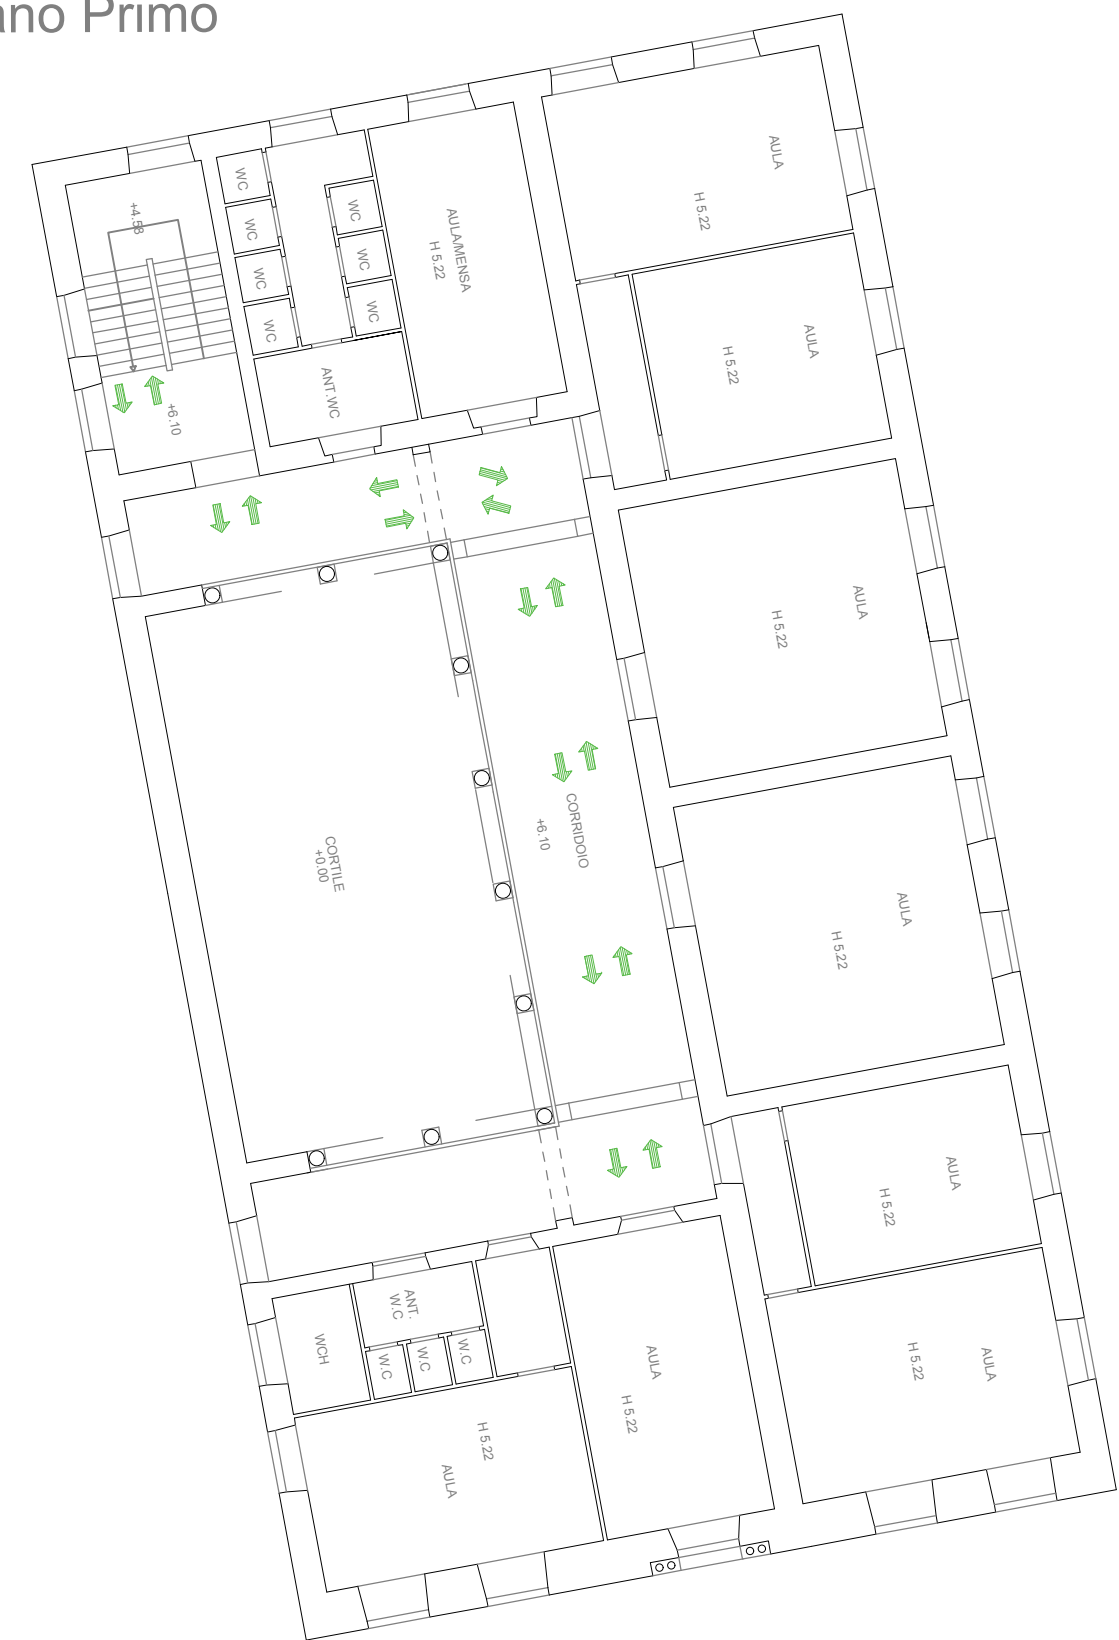 ano Primo
AULA
H 5.22
WC
WC
WC
WC
WC
WC
WC
AULA/MENSA
H 5.22
+4.58
AULA
H 5.22
ANT.WC
+6.10
AULA
H 5.22
CORRIDOIO
+6.10
CORTILE
+0.00
AULA
H 5.22
AULA
H 5.22
ANT.
W.C
WCH
W.C
W.C
W.C
AULA
H 5.22
AULA
H 5.22
H 5.22
AULA